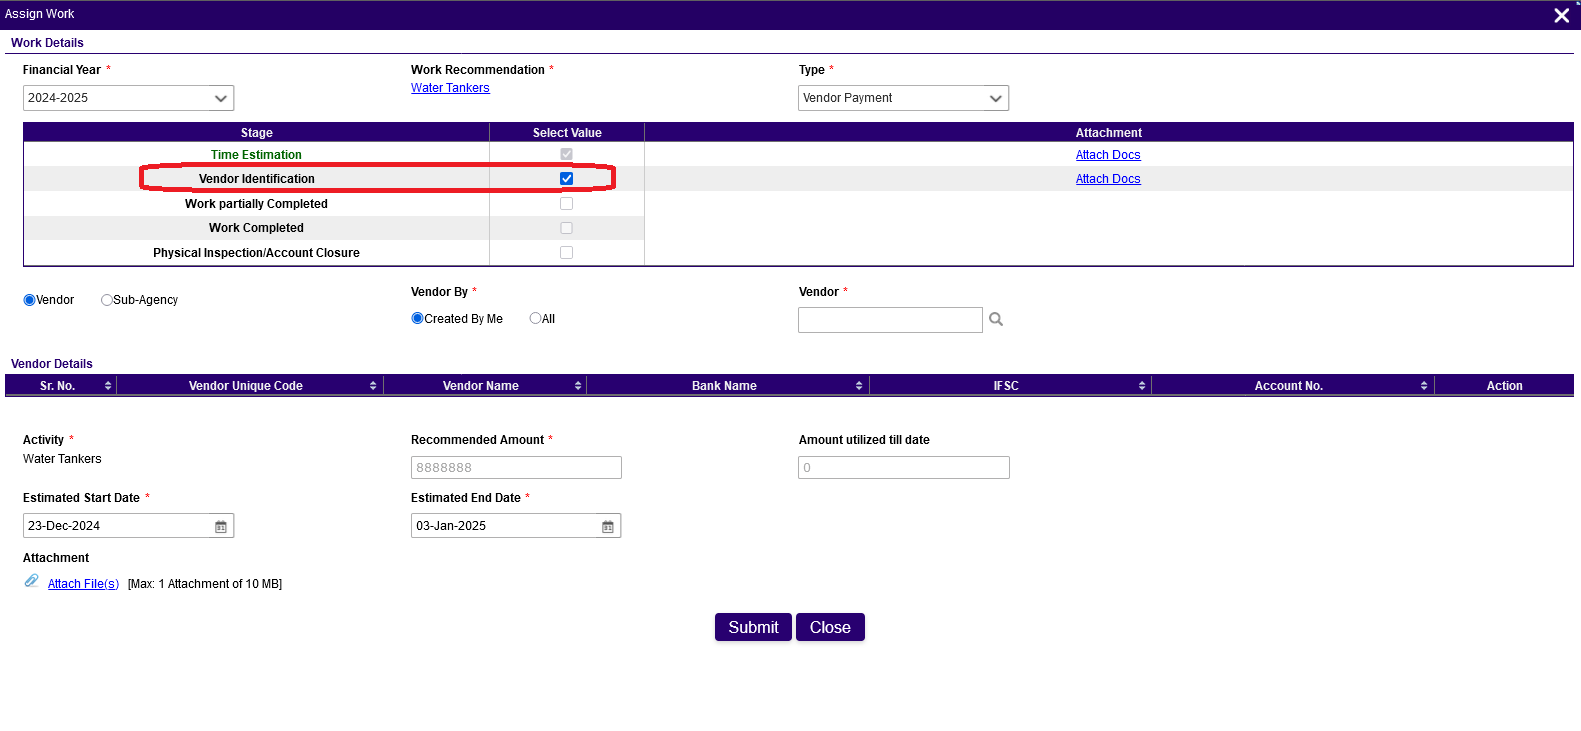 Assign Work
Work Details
Financial Year *
Work Recommendation *
Type *
2024-2025
Water Tankers
Vendor Payment
Stage Select Value Attachment
Time Estimation Attach Docs
Vendor Identification Attach Docs
Work partially Completed
Work Completed
Physical Inspection/Account Closure
Vendor Sub-Agency
Vendor By *
Created By Me All
Vendor *
Vendor Details
Sr. No. Vendor Unique Code Vendor Name Bank Name IFSC Account No. Action
Activity * Recommended Amount * Amount utilized till date
Water Tankers 8888888 0
Estimated Start Date * Estimated End Date *
23-Dec-2024 03-Jan-2025
Attachment
Attach File(s) [Max: 1 Attachment of 10 MB]
Submit Close